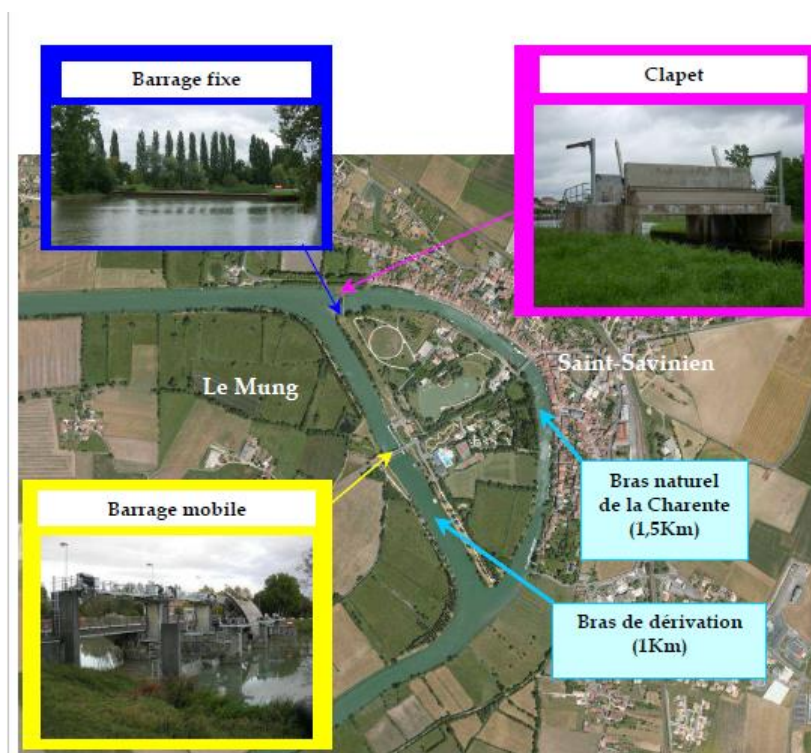 Barrage fixe
Clapet
Le Mung
Saint-Savinien
Barrage mobile
Bras naturel
de la Charente
(1,5Km)
Bras de dérivation
(1Km)